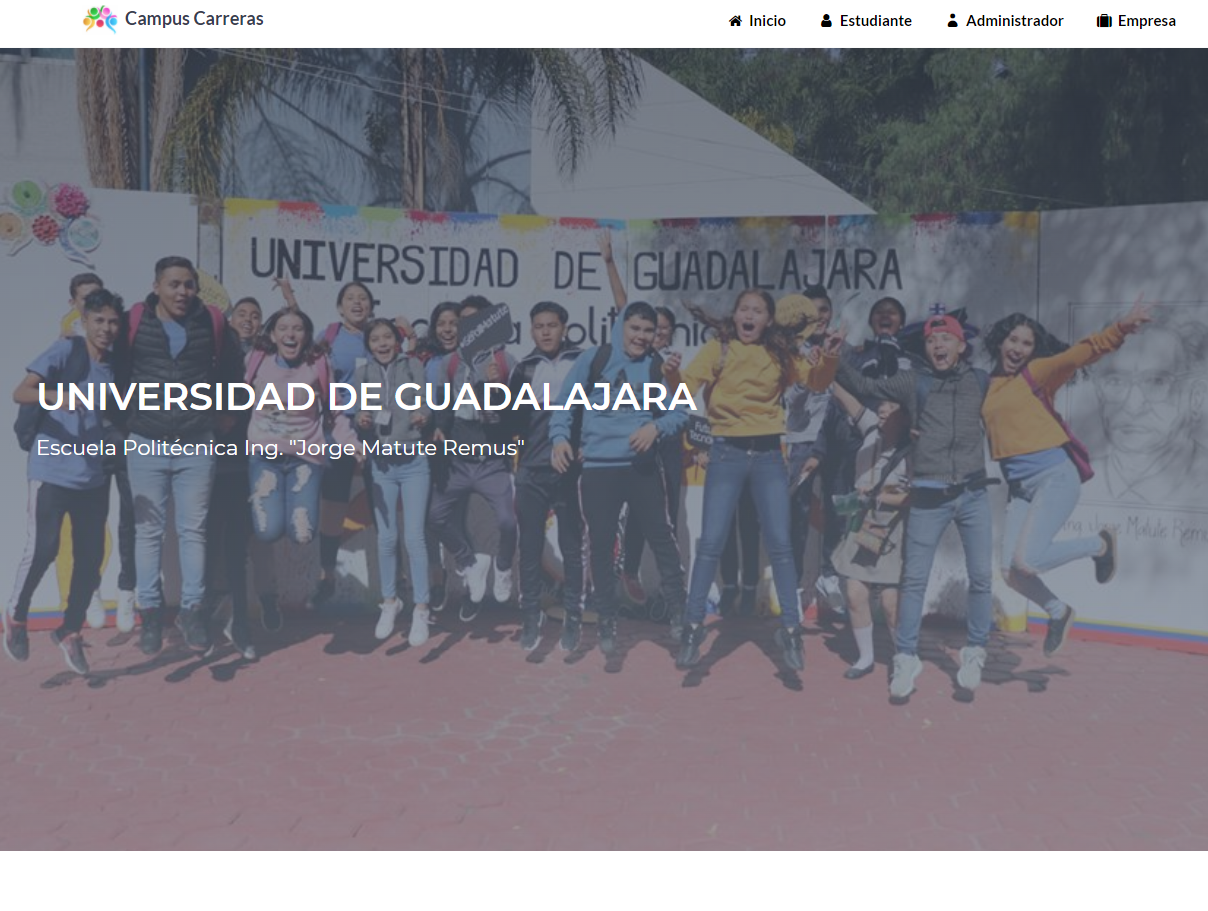 Campus Carreras
Inicio
Estudiante
Administrador
Empresa
UNIVERSIDAD DE GUADALAJARA
UNIVERSIDAD DE GUADALAJARA
Escuela Politécnica Ing. "Jorge Matute Remus"